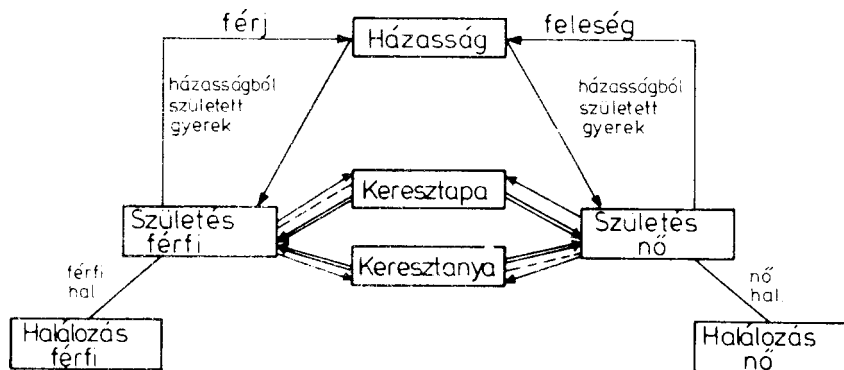 férj
Házasság
feleség
házasságból
született
gyerek
házasságból
született
gyerek
Keresztapa
Születés
férfi
Születés
nő
Keresztanya
férfi
hal.
nő
hal.
Halálozás
férfi
Halálozás
nő